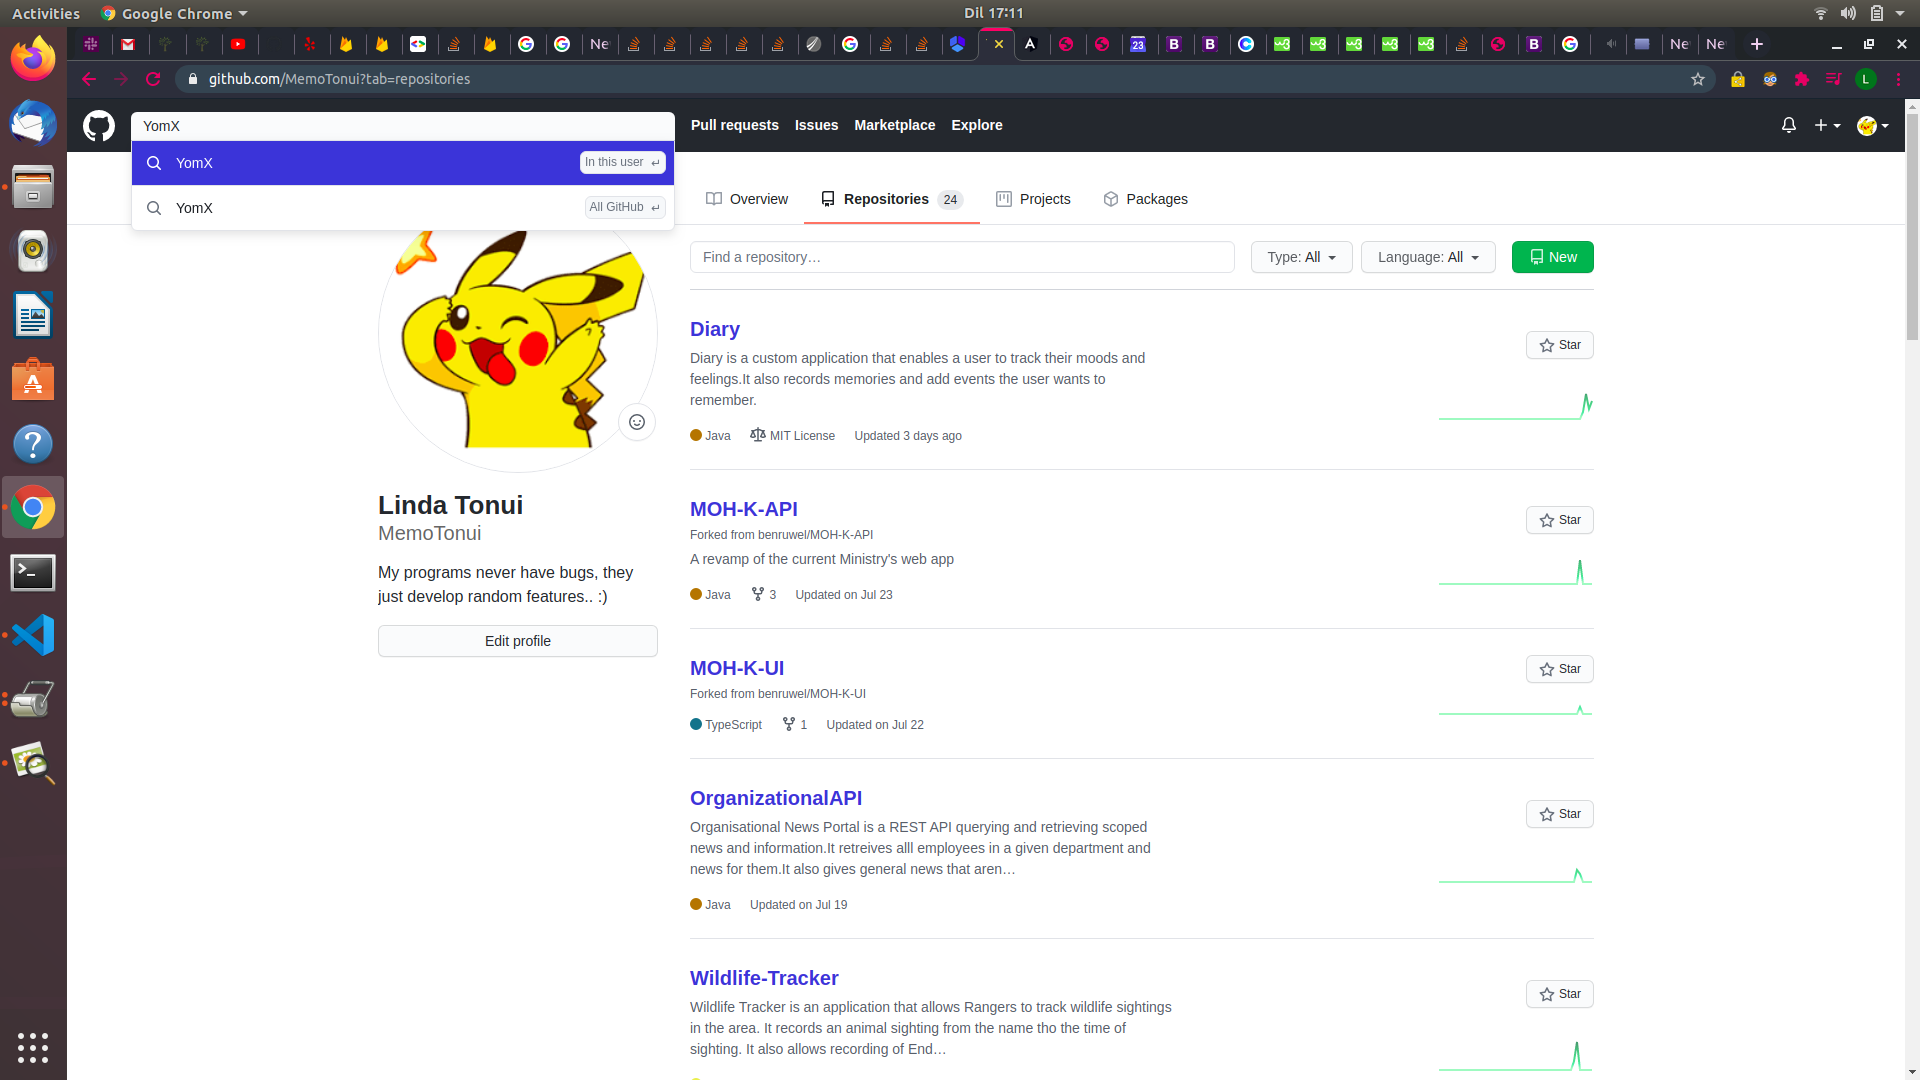 Activities
Google Chrome
Dil 17:11
23
Ne
Ne
Ne
github.com/MemoTonui?tab=repositories
L
YomX
Pull requests
Issues
Marketplace
Explore
YomX
In this user
YomX
All GitHub
Overview
Repositories 24
Projects
Packages
Find a repository…
Type: All
Language: All
New
Diary
Star
Diary is a custom application that enables a user to track their moods and
feelings.It also records memories and add events the user wants to
remember.
Java MIT License Updated 3 days ago
Linda Tonui
MemoTonui
My programs never have bugs, they
just develop random features.. :)
Edit profile
MOH-K-API
Star
Forked from benruwel/MOH-K-API
A revamp of the current Ministry's web app
Java 3 Updated on Jul 23
MOH-K-UI
Star
Forked from benruwel/MOH-K-UI
TypeScript 1 Updated on Jul 22
OrganizationalAPI
Star
Organisational News Portal is a REST API querying and retrieving scoped
news and information.It retreives alll employees in a given department and
news for them.It also gives general news that aren…
Java Updated on Jul 19
Wildlife-Tracker
Star
Wildlife Tracker is an application that allows Rangers to track wildlife sightings
in the area. It records an animal sighting from the name tho the time of
sighting. It also allows recording of End…